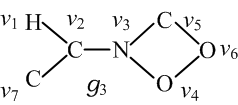 v₁ H v₂ v₃ C v₅
C N O v₆
C O
v₇ g₃ v₄